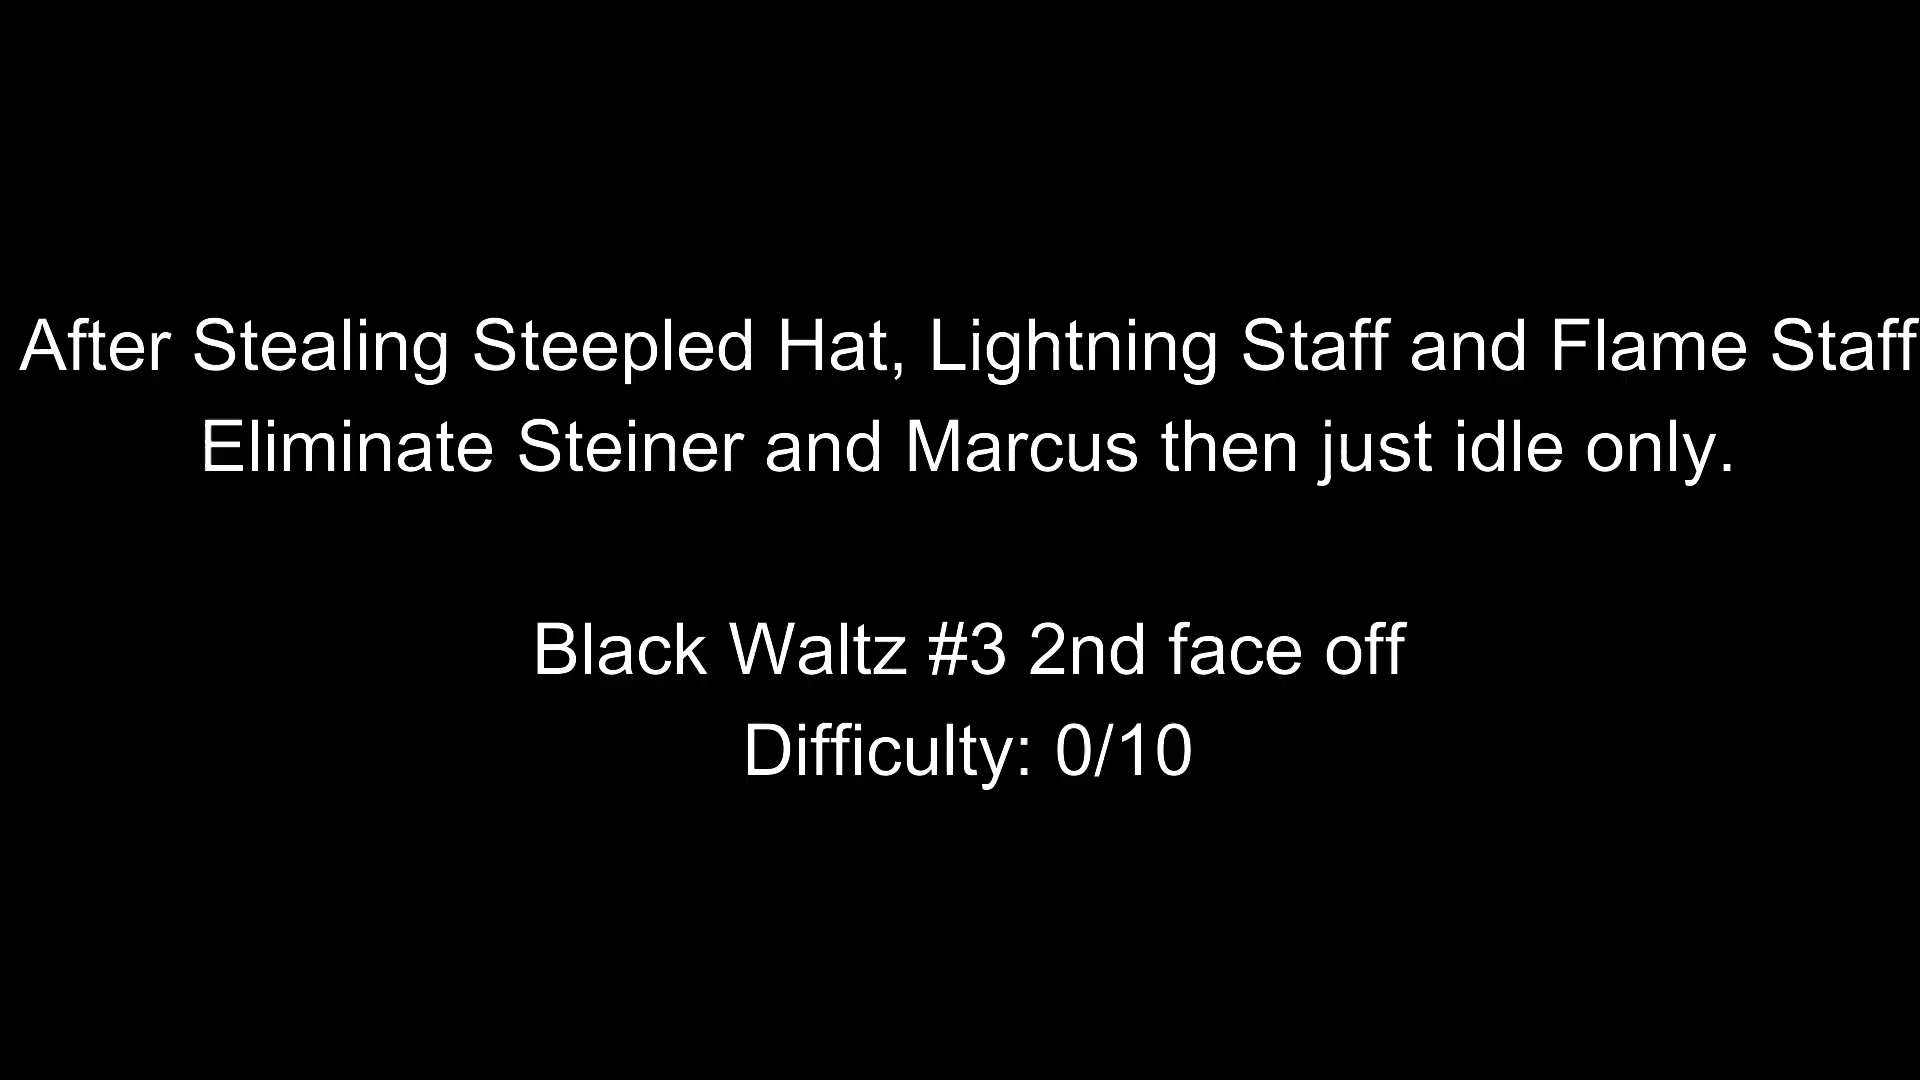 After Stealing Steepled Hat, Lightning Staff and Flame Staff
Eliminate Steiner and Marcus then just idle only.
Black Waltz #3 2nd face off
Difficulty: 0/10